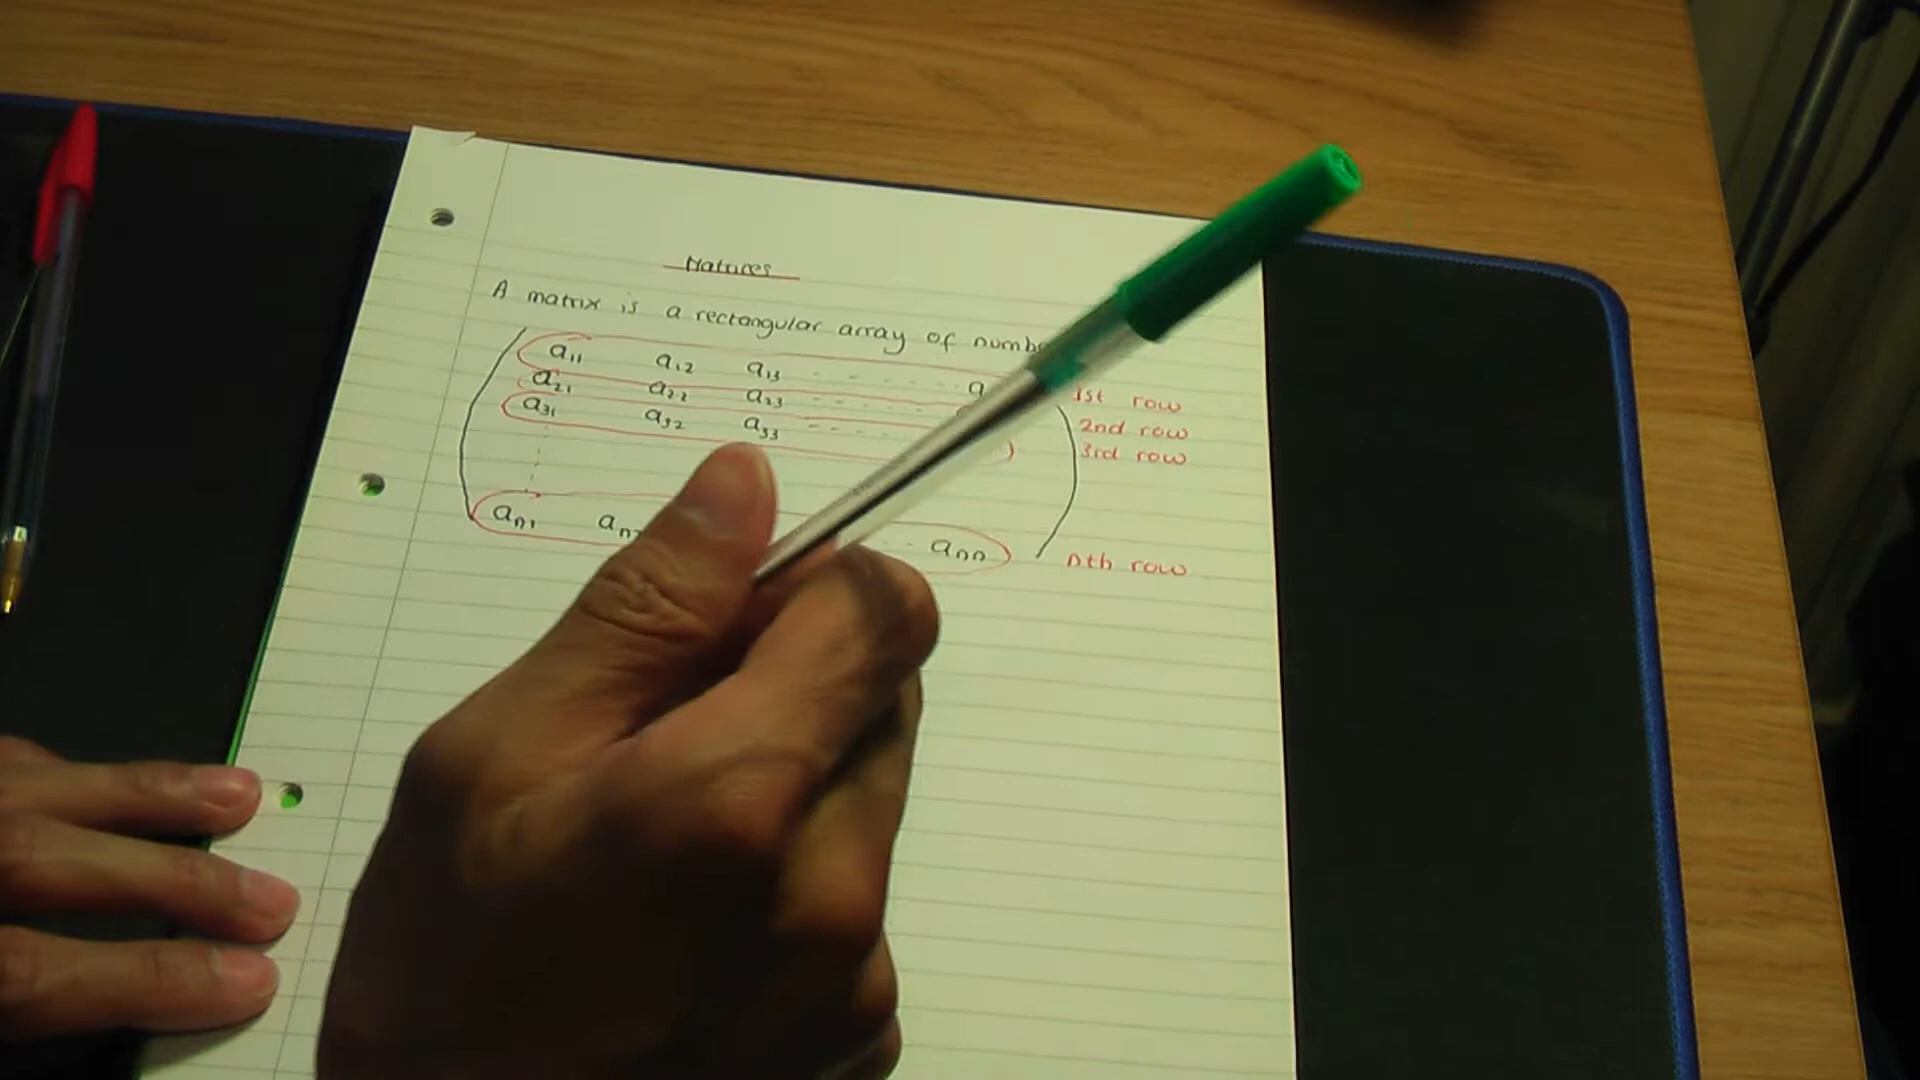 Matrices
A matrix is a rectangular array of
a₁₁ a₁₂ a₁₃ - - - - - 1st row
a₂₁ a₂₂ a₂₃ - - - - - 2nd row
a₃₁ a₃₂ a₃₃ - - - - - 3rd row
aₙ₁ - - aₙₙ nth row